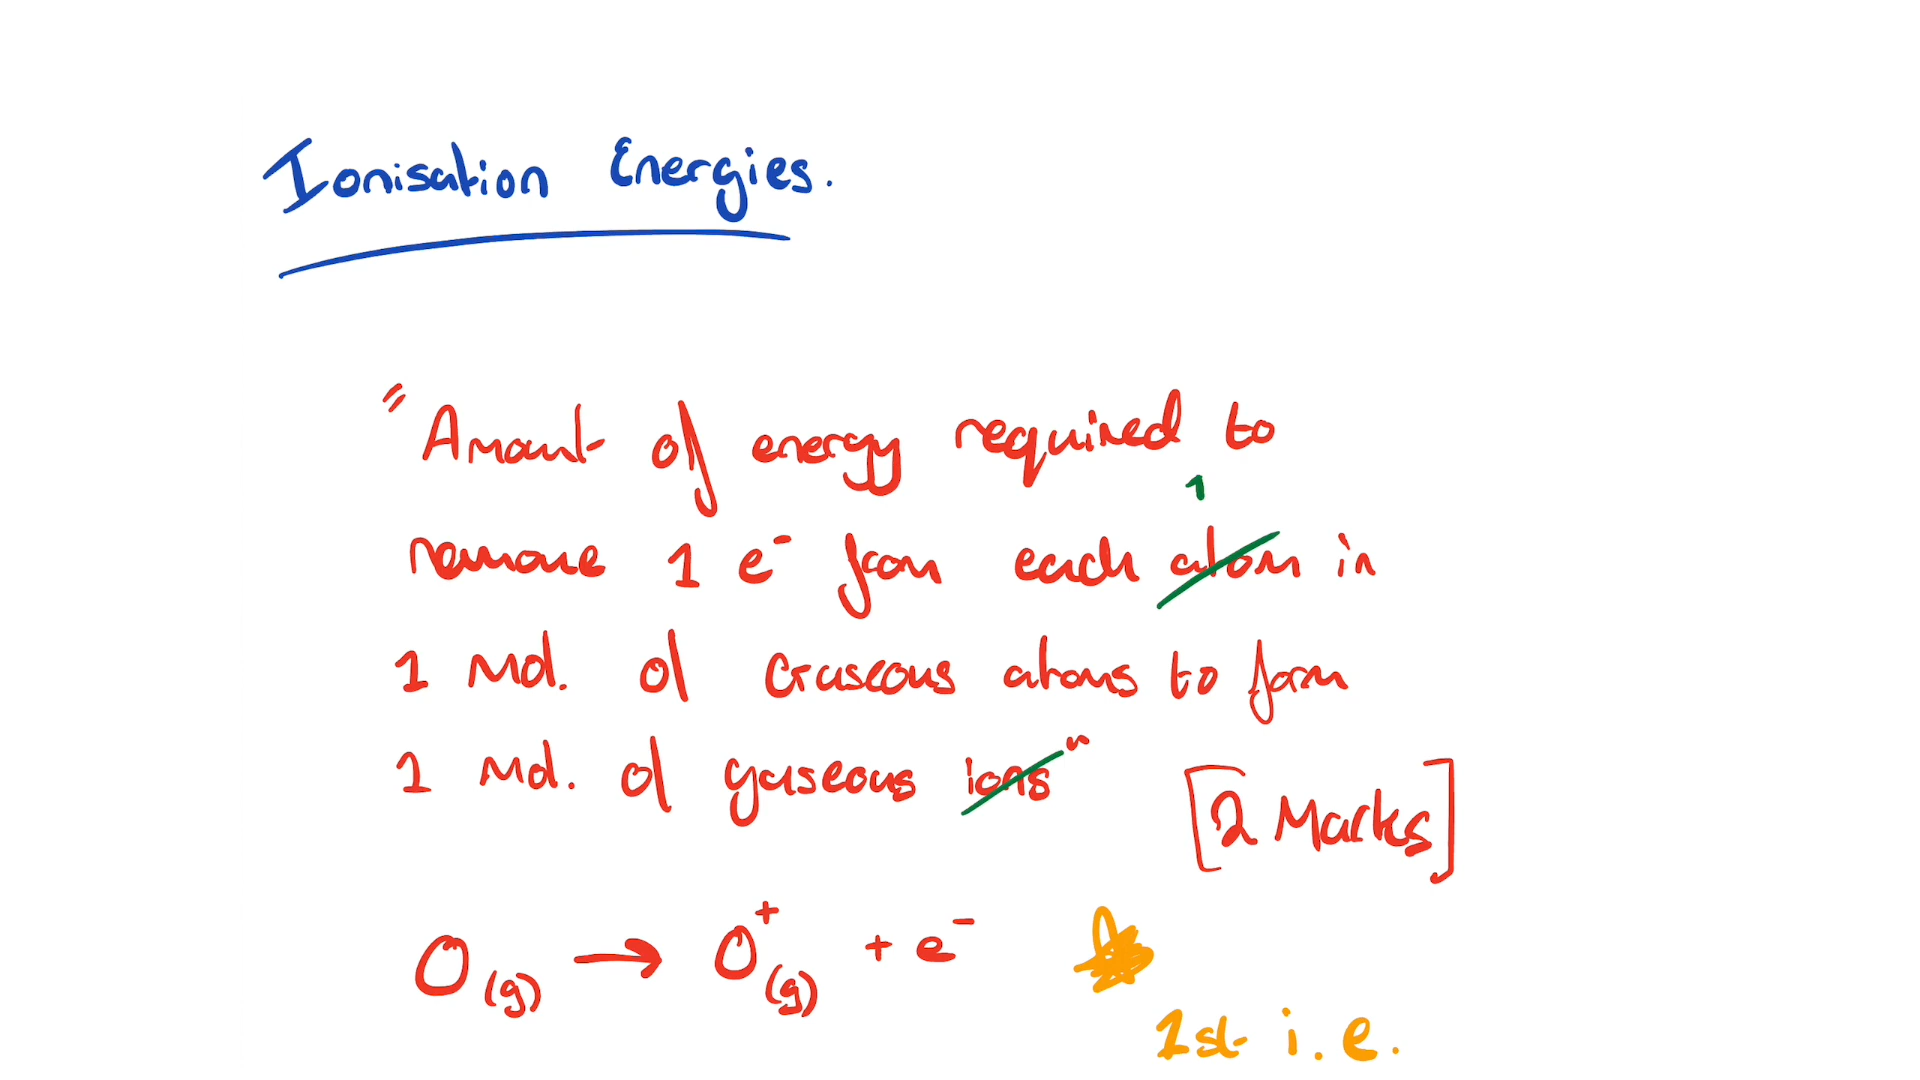 Ionisation Energies.
"Amount of energy required to
1
remove 1 e⁻ from each atom in
1 Mol. of Gaseous atoms to form
1 Mol. of gaseous ions"
[2 Marks]
O(g) → O⁺(g) + e⁻
1st i.e.